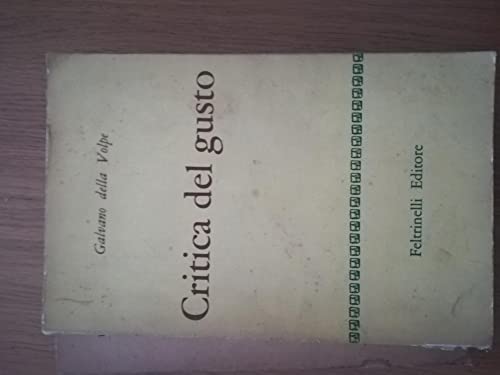 Galvano della Volpe
Critica del gusto
Feltrinelli Editore